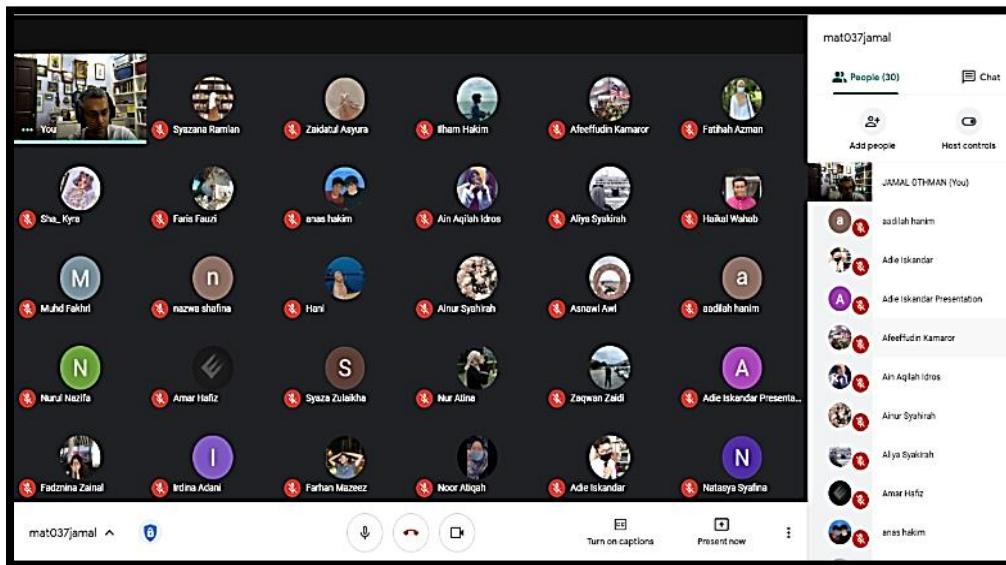 You
Syazana Ramlan
Zaidatul Asyura
Ilham Hakim
Afeeffudin Kamaror
Fatihah Azman
Sha_ Kyra
Faris Fauzi
anas hakim
Ain Aqilah Idros
Aliya Syakirah
Haikal Wahab
M
n
a
Muhd Fakhri
nazwa shafina
Hani
Ainur Syahirah
Asnawi Awi
aadilah hanim
N
S
A
Nurul Nazifa
Amar Hafiz
Syaza Zulaikha
Nur Alina
Zaqwan Zaidi
Adie Iskandar Presenta...
I
N
Fadznina Zainal
Irdina Adani
Farhan Mazeez
Noor Atiqah
Adie Iskandar
Natasya Syafina
mat037jamal
Turn on captions
Present now
mat037jamal
People (30)
Chat
Add people
Host controls
JAMAL OTHMAN (You)
a
aadilah hanim
Adie Iskandar
A
Adie Iskandar Presentation
Afeeffudin Kamaror
Ain Aqilah Idros
Ainur Syahirah
Aliya Syakirah
Amar Hafiz
anas hakim